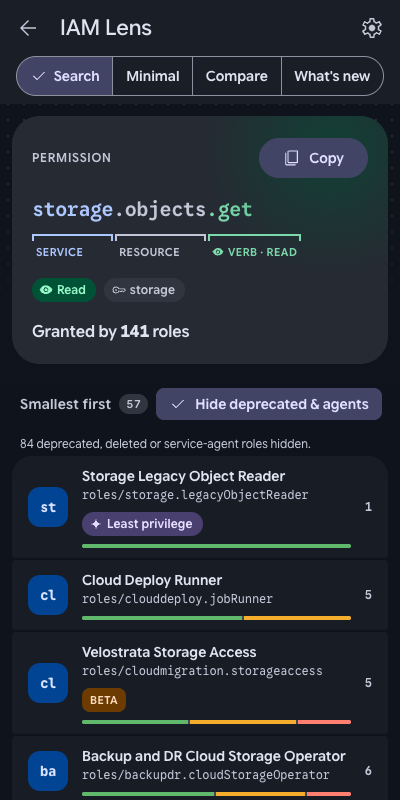 IAM Lens
Search
Minimal
Compare
What's new
PERMISSION
Copy
storage.objects.get
SERVICE
RESOURCE
VERB · READ
Read
storage
Granted by 141 roles
Smallest first 57
Hide deprecated & agents
84 deprecated, deleted or service-agent roles hidden.
st
Storage Legacy Object Reader
roles/storage.legacyObjectReader
Least privilege
1
cl
Cloud Deploy Runner
roles/clouddeploy.jobRunner
5
cl
Velostrata Storage Access
roles/cloudmigration.storageaccess
BETA
5
ba
Backup and DR Cloud Storage Operator
roles/backupdr.cloudStorageOperator
6